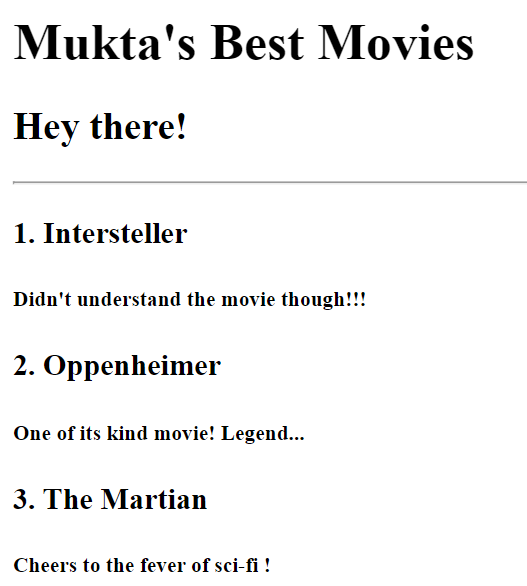 Mukta's Best Movies
Hey there!
1. Intersteller
Didn't understand the movie though!!!
2. Oppenheimer
One of its kind movie! Legend...
3. The Martian
Cheers to the fever of sci-fi !